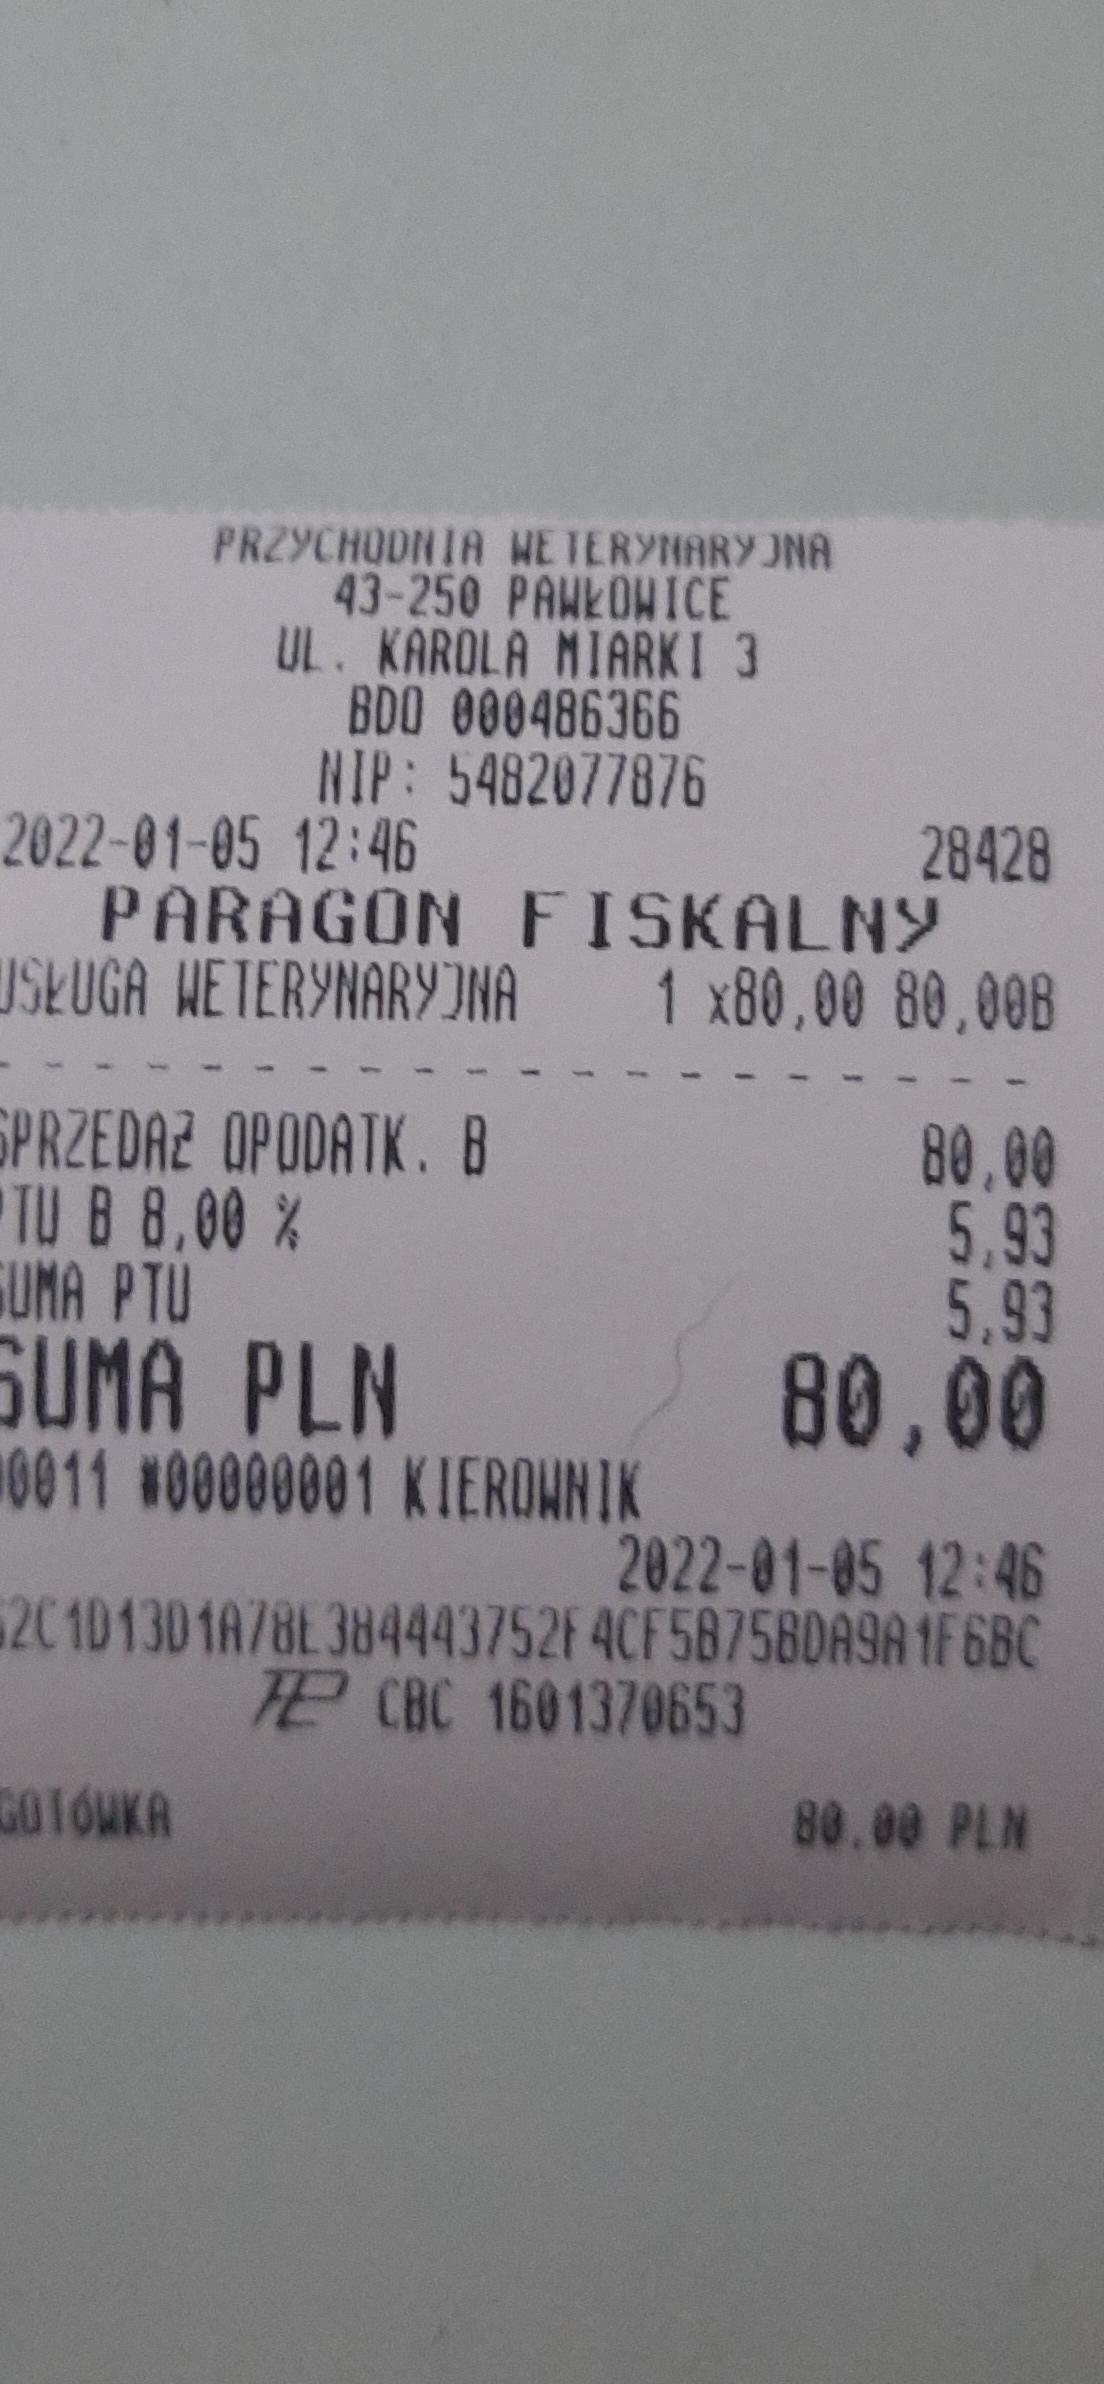 PRZYCHODNIA WETERYNARYJNA
43-250 PAWŁOWICE
UL. KAROLA MIARKI 3
BDO 000486366
NIP: 5482077876
2022-01-05 12:46 28428
PARAGON FISKALNY
USŁUGA WETERYNARYJNA 1 x80,00 80,00B
SPRZEDAŻ OPODATK. B 80,00
PTU B 8,00 % 5,93
SUMA PTU 5,93
SUMA PLN 80,00
00011 #00000001 KIEROWNIK
2022-01-05 12:46
CBC 1601370653
GOTÓWKA 80.00 PLN